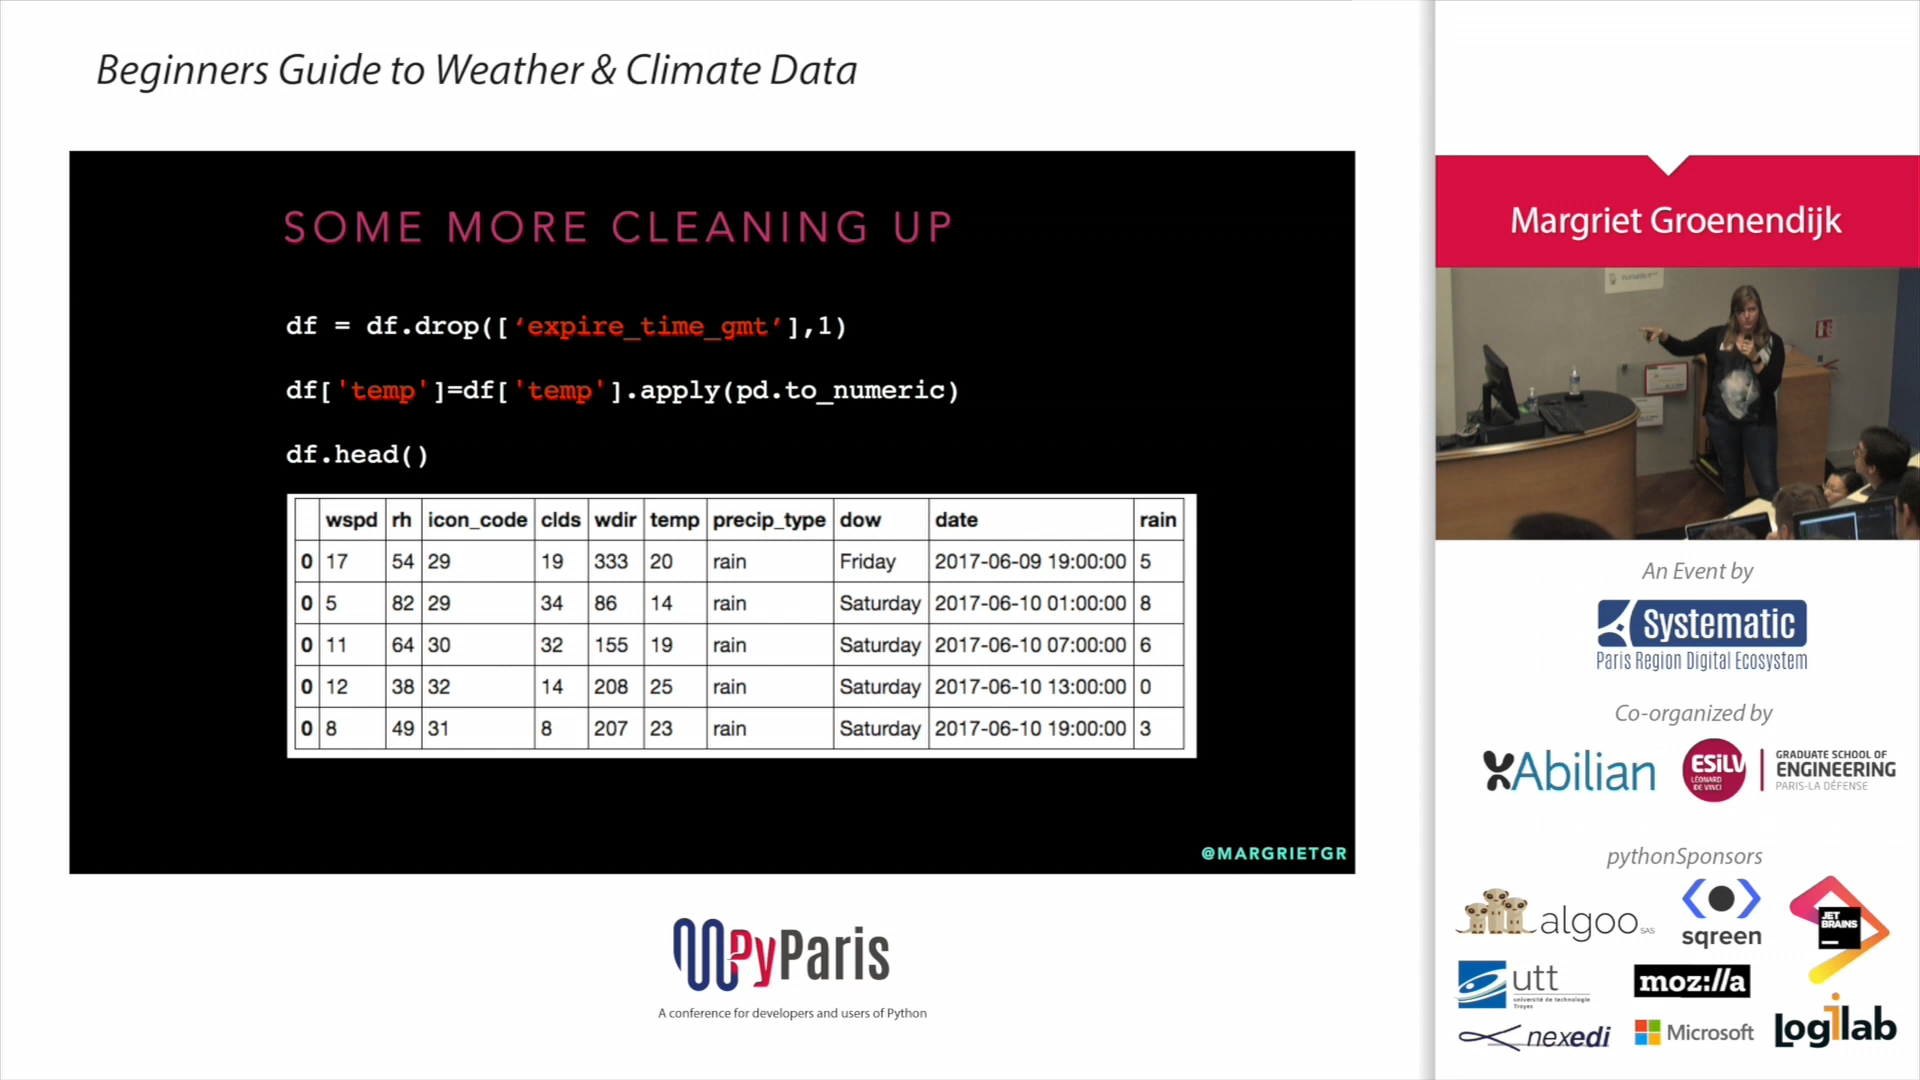 Beginners Guide to Weather & Climate Data
SOME MORE CLEANING UP
df = df.drop([‘expire_time_gmt’],1)
df['temp']=df['temp'].apply(pd.to_numeric)
df.head()
wspd rh icon_code clds wdir temp precip_type dow date rain
0 17 54 29 19 333 20 rain Friday 2017-06-09 19:00:00 5
0 5 82 29 34 86 14 rain Saturday 2017-06-10 01:00:00 8
0 11 64 30 32 155 19 rain Saturday 2017-06-10 07:00:00 6
0 12 38 32 14 208 25 rain Saturday 2017-06-10 13:00:00 0
0 8 49 31 8 207 23 rain Saturday 2017-06-10 19:00:00 3
@MARGRIETGR
PyParis
A conference for developers and users of Python
Margriet Groenendijk
An Event by
Systematic
Paris Region Digital Ecosystem
Co-organized by
Abilian
ESILV
LÉONARD
DE VINCI
GRADUATE SCHOOL OF
ENGINEERING
PARIS-LA DÉFENSE
pythonSponsors
algoo SAS
sqreen
JET
BRAINS
utt
université de technologie
Troyes
moz://a
nexedi
Microsoft
logilab